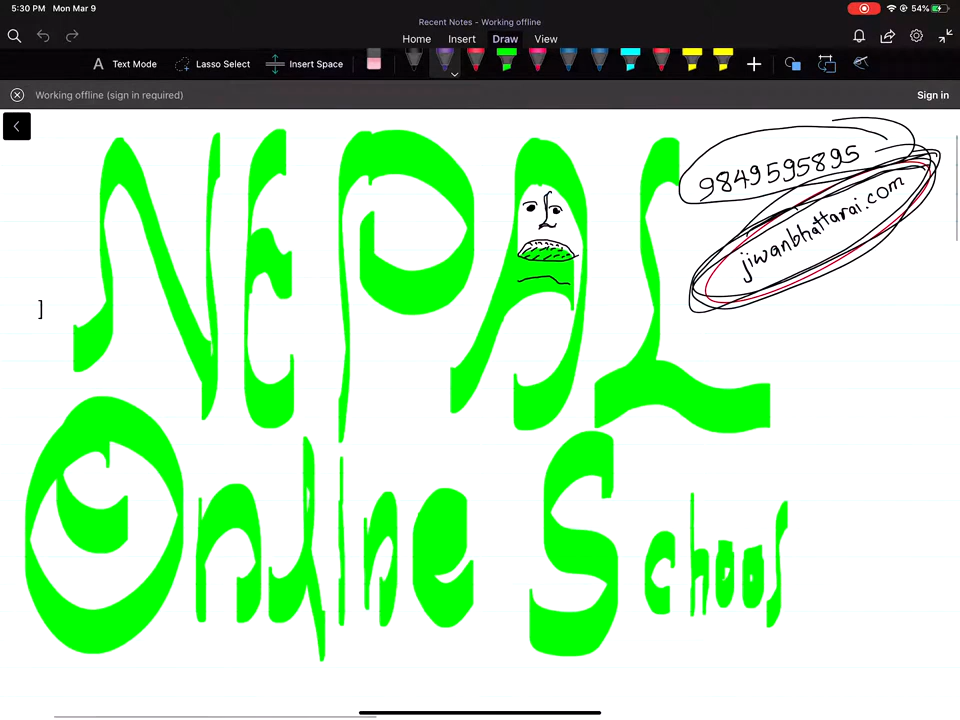 5:30 PM Mon Mar 9
54%
Recent Notes - Working offline
Home Insert Draw View
Text Mode Lasso Select Insert Space
Working offline (sign in required) Sign in
9849595895
jiwanbhattarai.com
NEPAL
]
Online School